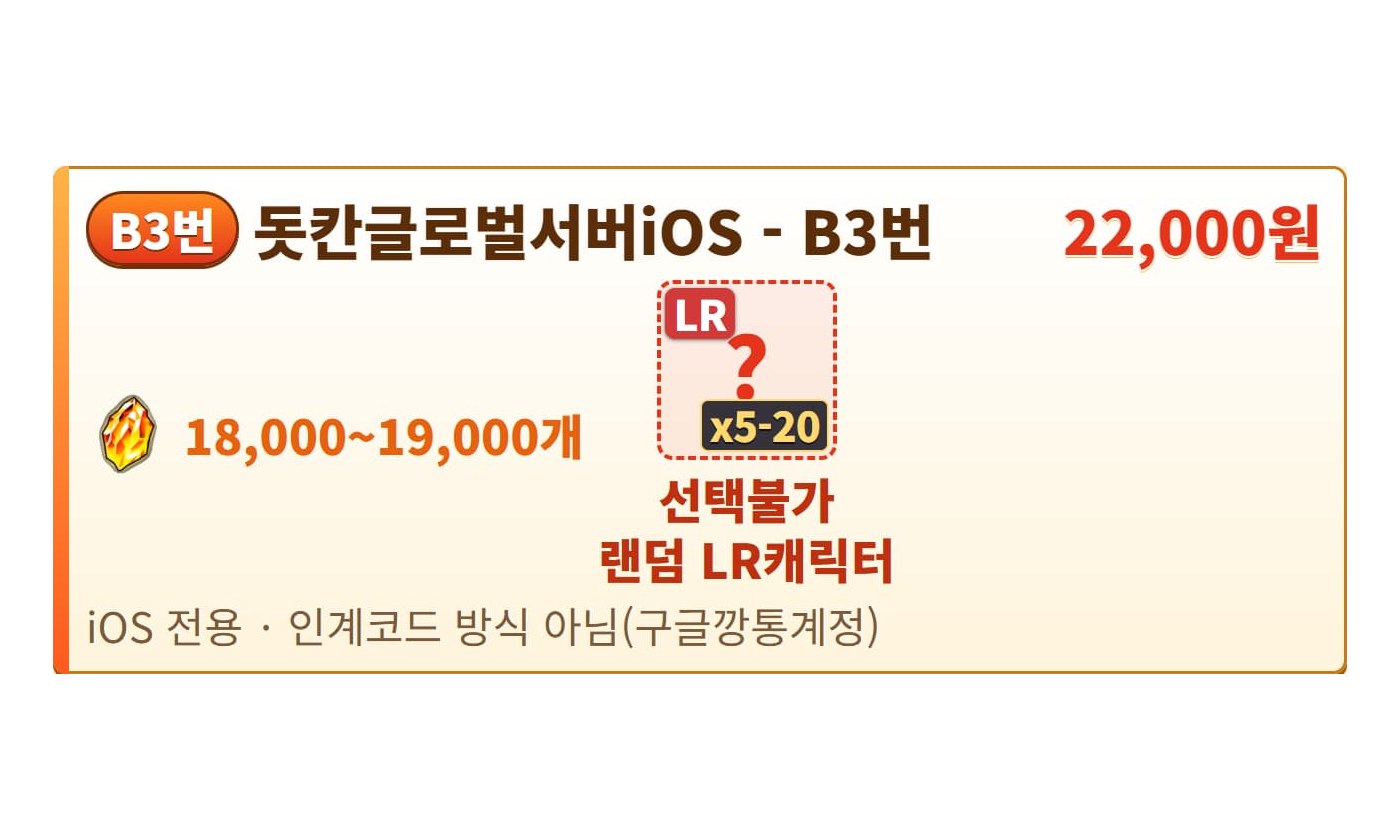 B3번 돗칸글로벌서버iOS - B3번 22,000원
LR
?
x5-20
18,000~19,000개
선택불가
랜덤 LR캐릭터
iOS 전용 · 인계코드 방식 아님(구글깡통계정)